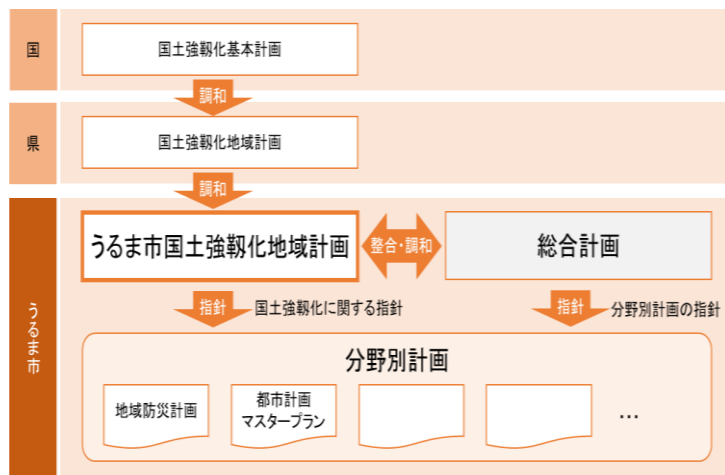 国
国土強靱化基本計画
調和
県
国土強靱化地域計画
調和
うるま市
うるま市国土強靱化地域計画
整合・調和
総合計画
指針
国土強靱化に関する指針
指針
分野別計画の指針
分野別計画
地域防災計画
都市計画
マスタープラン
…